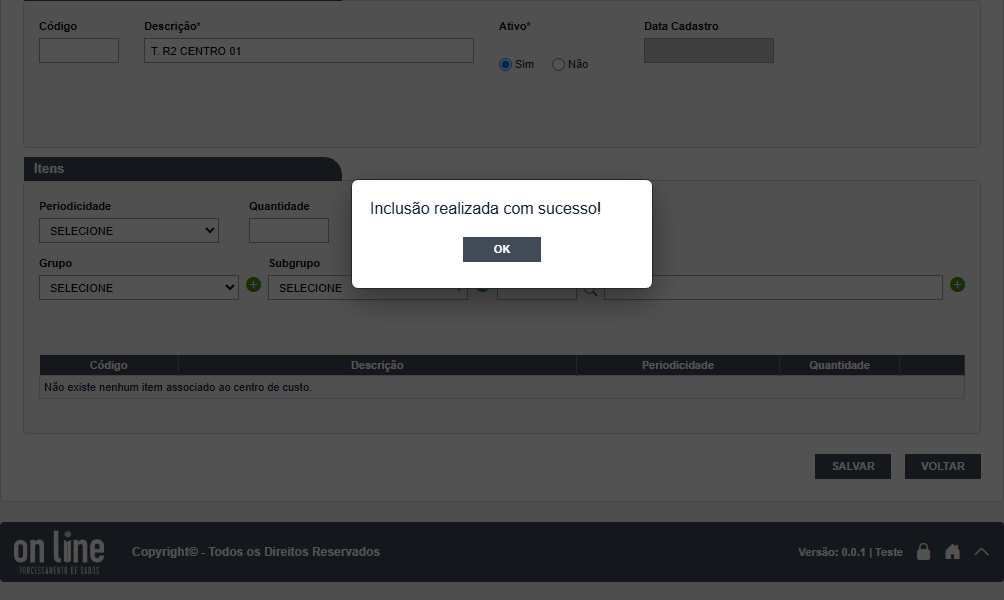 Código Descrição* Ativo* Data Cadastro
T. R2 CENTRO 01
Sim Não
Itens
Periodicidade Quantidade
SELECIONE
Inclusão realizada com sucesso!
OK
Grupo Subgrupo
SELECIONE SELECIONE
Código Descrição Periodicidade Quantidade
Não existe nenhum item associado ao centro de custo.
SALVAR VOLTAR
on line
PROCESSAMENTO DE DADOS
Copyright© - Todos os Direitos Reservados
Versão: 0.0.1 | Teste